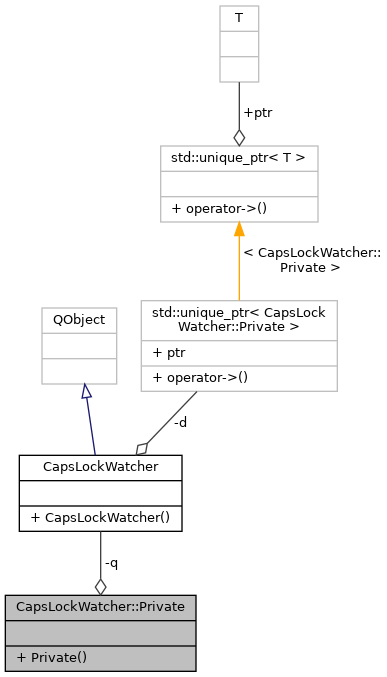 T
+ptr
std::unique_ptr< T >
+ operator->()
< CapsLockWatcher::
Private >
std::unique_ptr< CapsLock
Watcher::Private >
+ ptr
+ operator->()
QObject
-d
CapsLockWatcher
+ CapsLockWatcher()
-q
CapsLockWatcher::Private
+ Private()